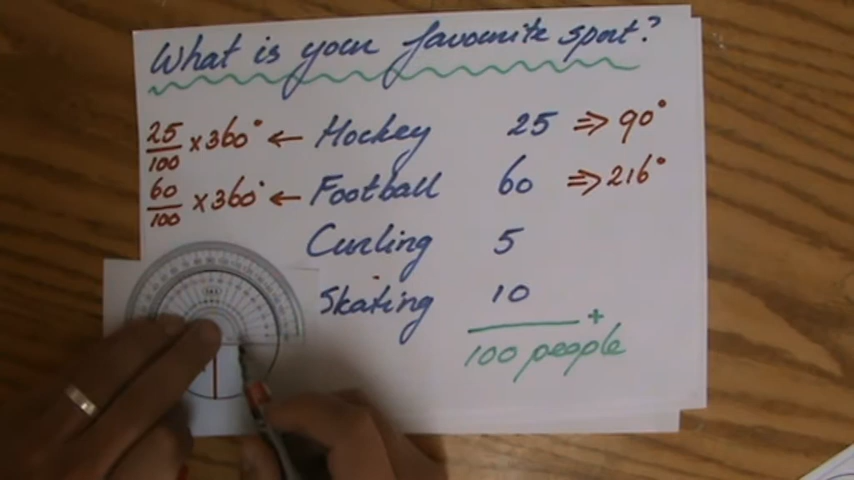 What is your favourite sport?
25/100 × 360° ← Hockey 25 ⇒ 90°
60/100 × 360° ← Football 60 ⇒ 216°
Curling 5
Skating 10
+
100 people